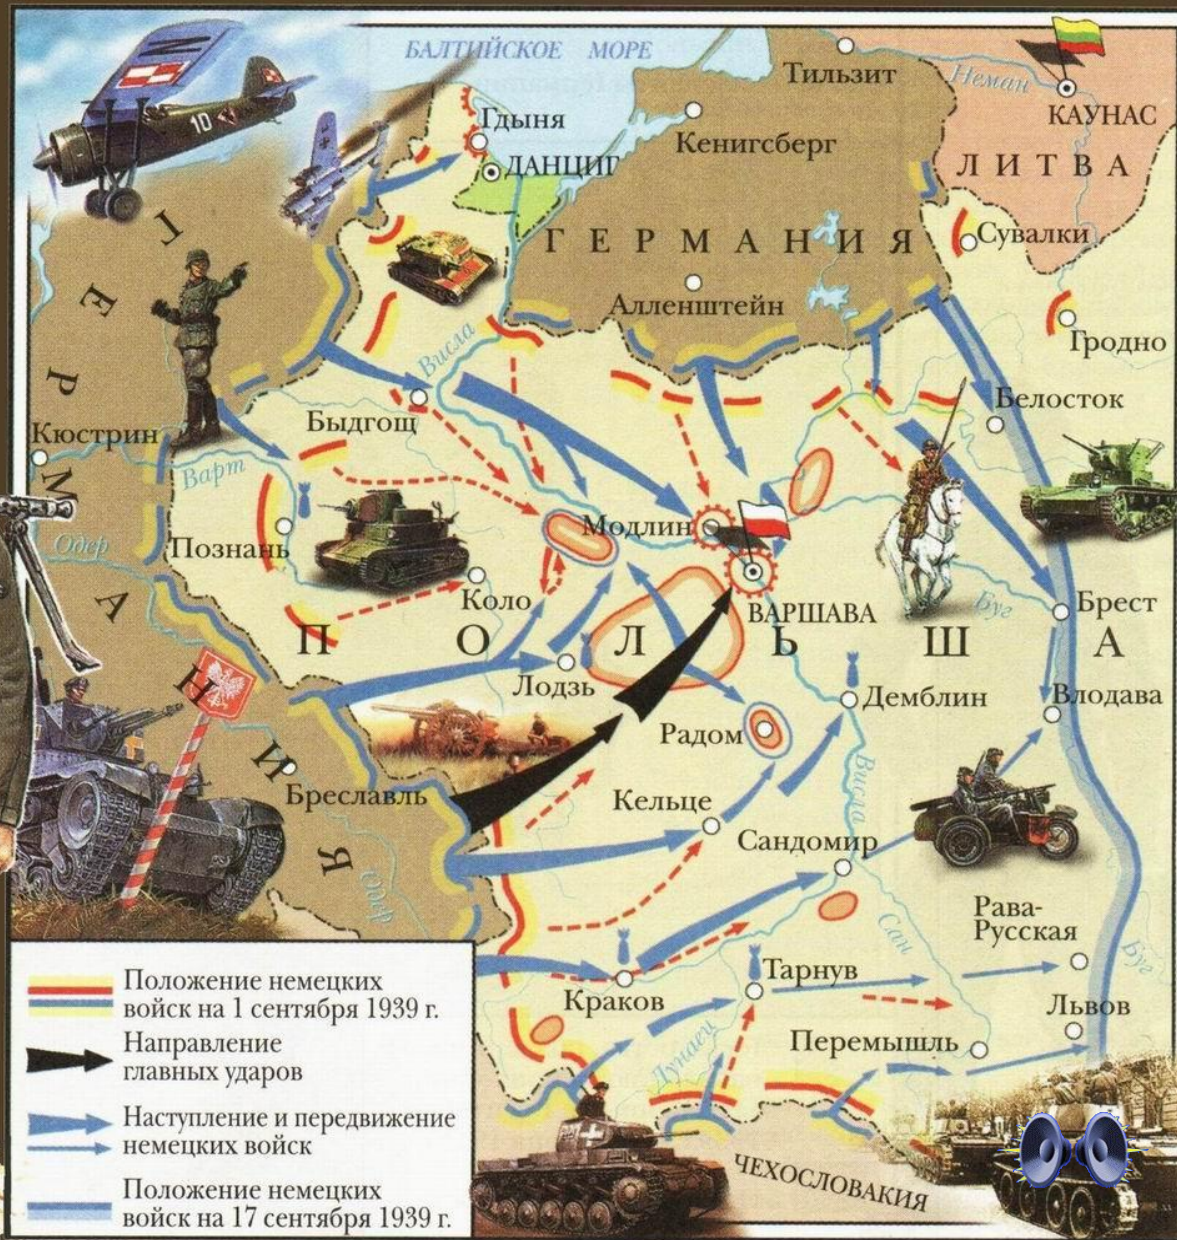 БАЛТИЙСКОЕ МОРЕ
Тильзит
Неман
КАУНАС
ЛИТВА
10
Гдыня
ДАНЦИГ
Кенигсберг
ГЕРМАНИЯ
Сувалки
Алленштейн
Гродно
ГЕРМАНИЯ
Висла
Белосток
Быдгощ
Кюстрин
Варт
Модлин
Познань
Одер
Коло
ВАРШАВА
Буг
Брест
ПОЛЬША
Лодзь
Демблин
Влодава
Радом
Бреславль
Кельце
Висла
Сандомир
Одер
Рава-
Русская
Сан
Буг
Тарнув
Краков
Львов
Перемышль
Дунаец
ЧЕХОСЛОВАКИЯ
Положение немецких
войск на 1 сентября 1939 г.
Направление
главных ударов
Наступление и передвижение
немецких войск
Положение немецких
войск на 17 сентября 1939 г.